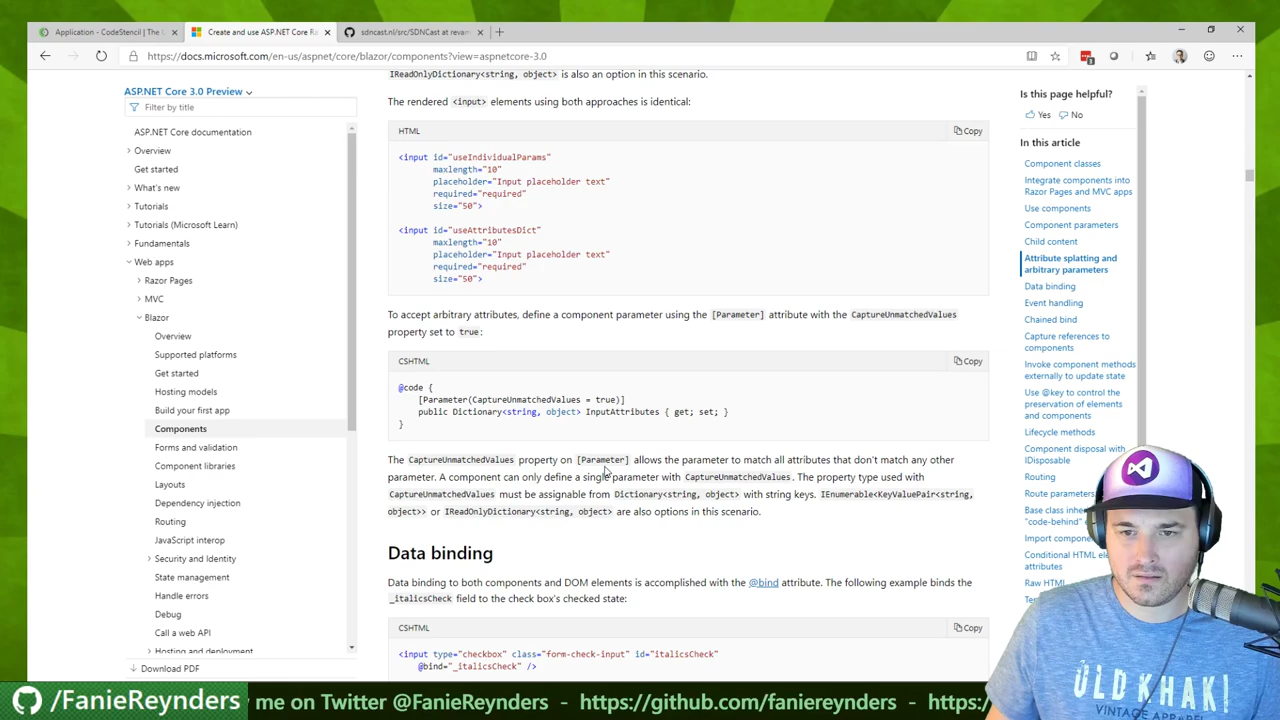 Application - CodeStencil | The U
Create and use ASP.NET Core Ra
sdncast.nl/src/SDNCast at revam
https://docs.microsoft.com/en-us/aspnet/core/blazor/components?view=aspnetcore-3.0
ASP.NET Core 3.0 Preview
Filter by title
ASP.NET Core documentation
Overview
Get started
What's new
Tutorials
Tutorials (Microsoft Learn)
Fundamentals
Web apps
Razor Pages
MVC
Blazor
Overview
Supported platforms
Get started
Hosting models
Build your first app
Components
Forms and validation
Component libraries
Layouts
Dependency injection
Routing
JavaScript interop
Security and Identity
State management
Handle errors
Debug
Call a web API
Hosting and deployment
Download PDF
IReadOnlyDictionary<string, object> is also an option in this scenario.
The rendered <input> elements using both approaches is identical:
HTML
Copy
<input id="useIndividualParams"
maxlength="10"
placeholder="Input placeholder text"
required="required"
size="50">
<input id="useAttributesDict"
maxlength="10"
placeholder="Input placeholder text"
required="required"
size="50">
To accept arbitrary attributes, define a component parameter using the [Parameter] attribute with the CaptureUnmatchedValues
property set to true:
CSHTML
Copy
@code {
[Parameter(CaptureUnmatchedValues = true)]
public Dictionary<string, object> InputAttributes { get; set; }
}
The CaptureUnmatchedValues property on [Parameter] allows the parameter to match all attributes that don't match any other
parameter. A component can only define a single parameter with CaptureUnmatchedValues. The property type used with
CaptureUnmatchedValues must be assignable from Dictionary<string, object> with string keys. IEnumerable<KeyValuePair<string,
object>> or IReadOnlyDictionary<string, object> are also options in this scenario.
Data binding
Data binding to both components and DOM elements is accomplished with the @bind attribute. The following example binds the
_italicsCheck field to the check box's checked state:
CSHTML
Copy
<input type="checkbox" class="form-check-input" id="italicsCheck"
@bind="_italicsCheck" />
Is this page helpful?
Yes No
In this article
Component classes
Integrate components into
Razor Pages and MVC apps
Use components
Component parameters
Child content
Attribute splatting and
arbitrary parameters
Data binding
Event handling
Chained bind
Capture references to
components
Invoke component methods
externally to update state
Use @key to control the
preservation of elements
and components
Lifecycle methods
Component disposal with
IDisposable
Routing
Route parameters
Base class inher
"code-behind"
Import compon
Conditional HTML el
attributes
Raw HTML
OLD KHAKI
VINTAGE APPAREL
/FanieReynders
me on Twitter @FanieReynders - https://github.com/faniereynders - https:/